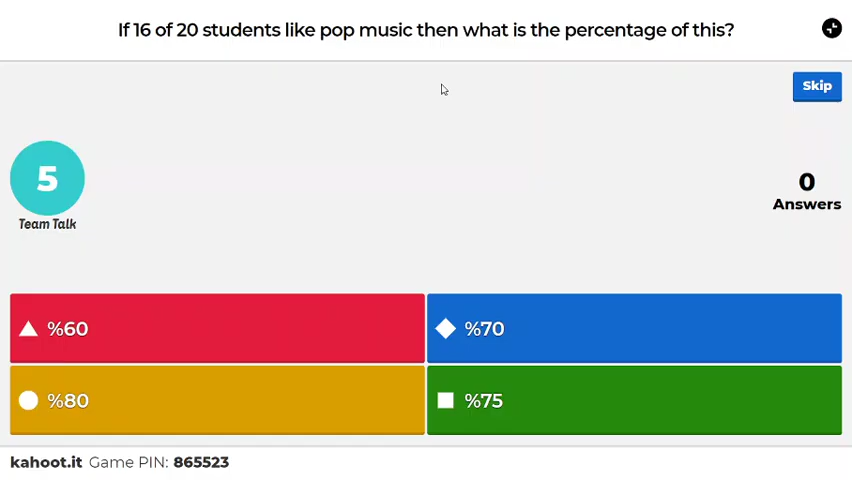 If 16 of 20 students like pop music then what is the percentage of this?
Skip
5
Team Talk
0
Answers
%60
%70
%80
%75
kahoot.it Game PIN: 865523